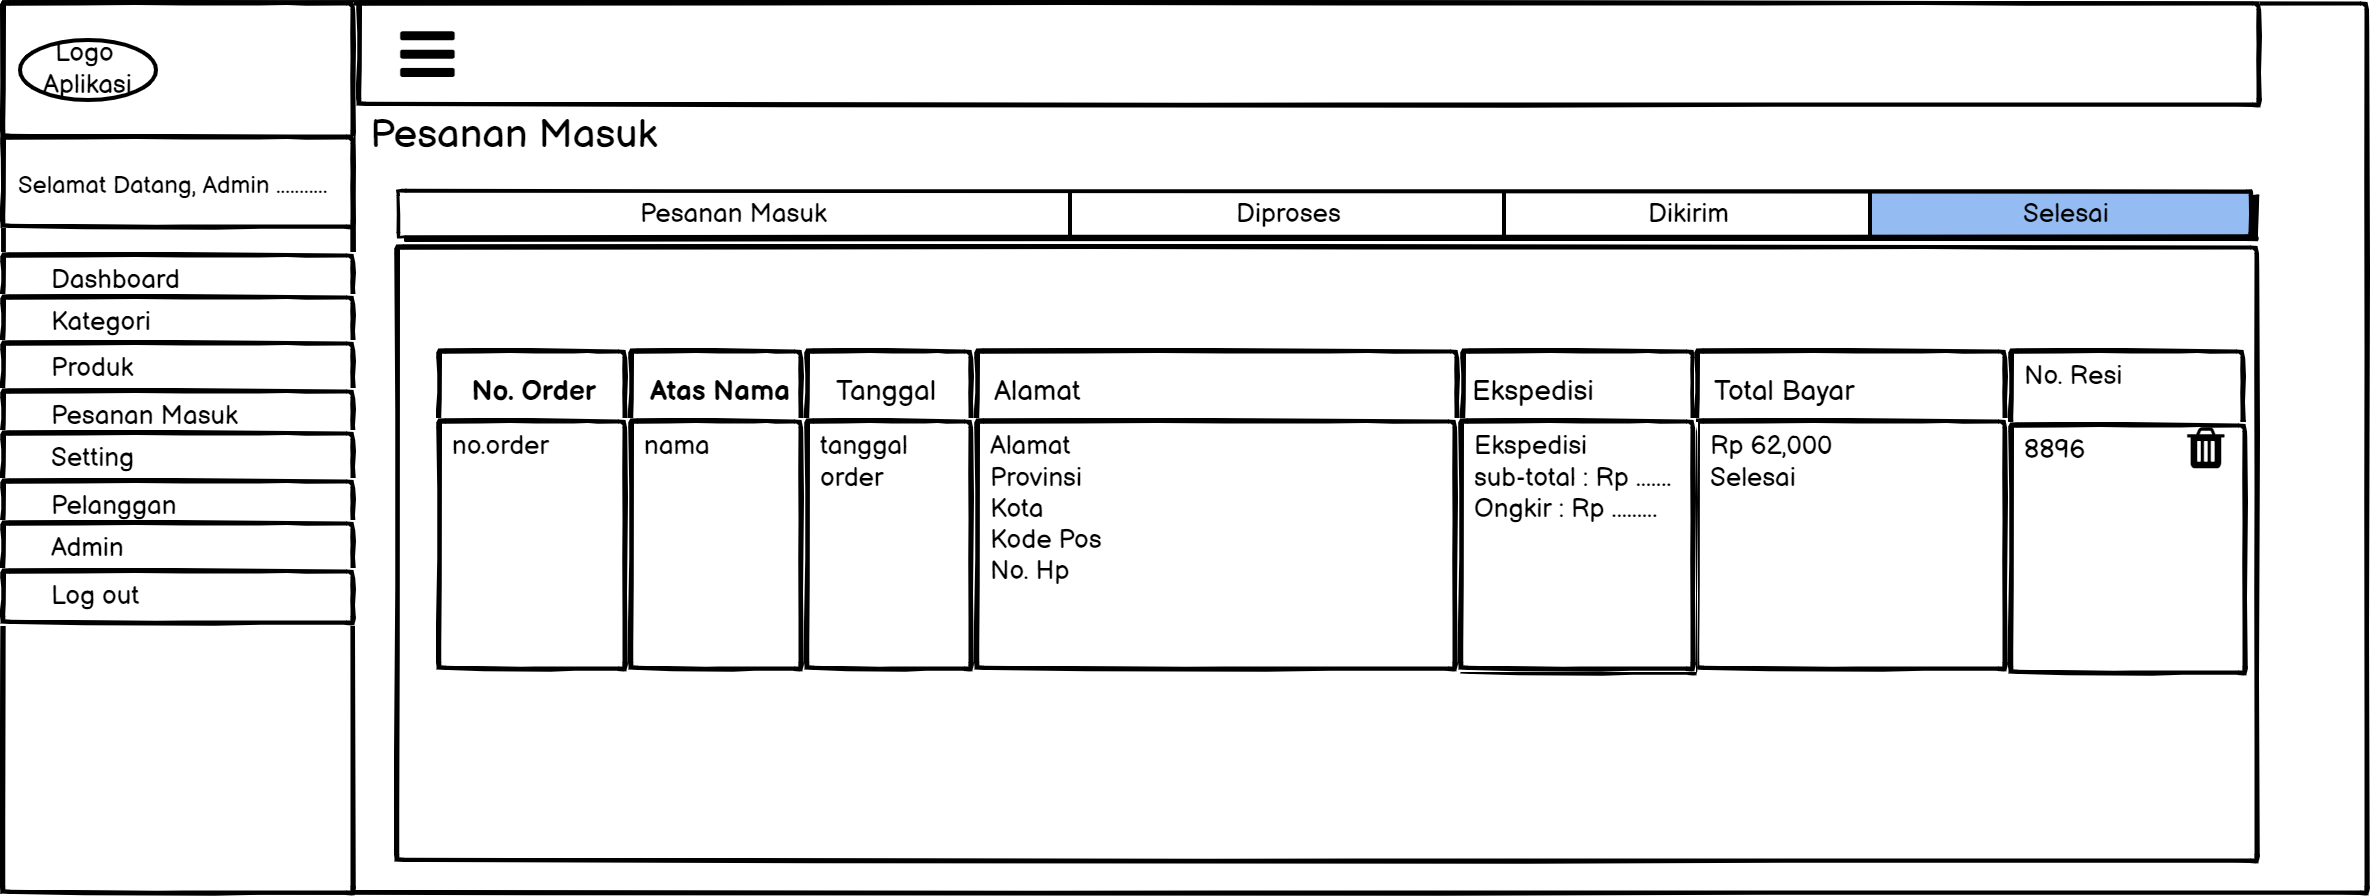 Logo
Aplikasi
Selamat Datang, Admin ...........
Dashboard
Kategori
Produk
Pesanan Masuk
Setting
Pelanggan
Admin
Log out
Pesanan Masuk
Pesanan Masuk Diproses Dikirim Selesai
No. Order Atas Nama Tanggal Alamat Ekspedisi Total Bayar No. Resi
no.order
nama
tanggal
order
Alamat
Provinsi
Kota
Kode Pos
No. Hp
Ekspedisi
sub-total : Rp .......
Ongkir : Rp .........
Rp 62,000
Selesai
8896